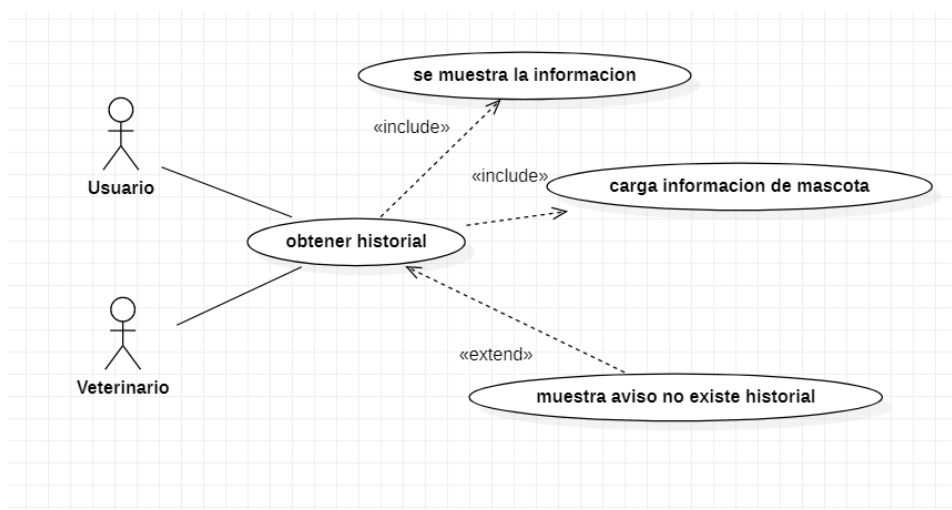 se muestra la informacion
«include»
Usuario
«include»
carga informacion de mascota
obtener historial
Veterinario
«extend»
muestra aviso no existe historial